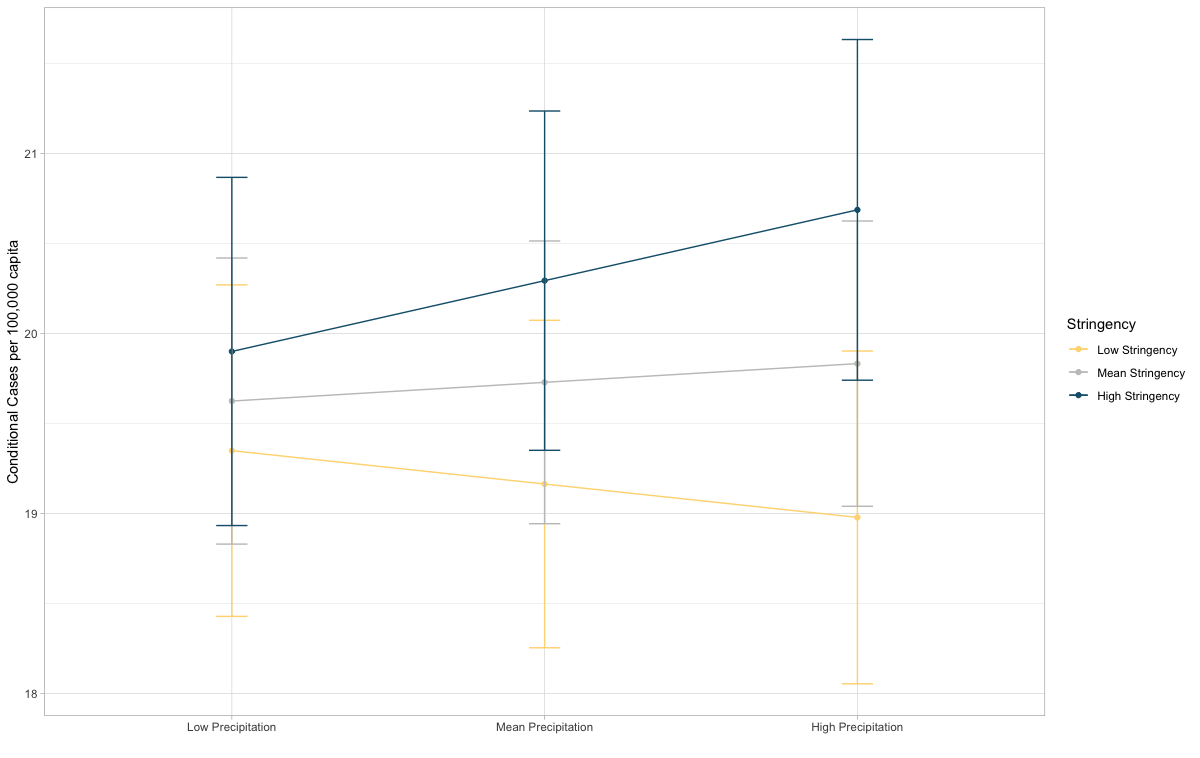 Conditional Cases per 100,000 capita
21
20
19
18
Low Precipitation
Mean Precipitation
High Precipitation
Stringency
Low Stringency
Mean Stringency
High Stringency